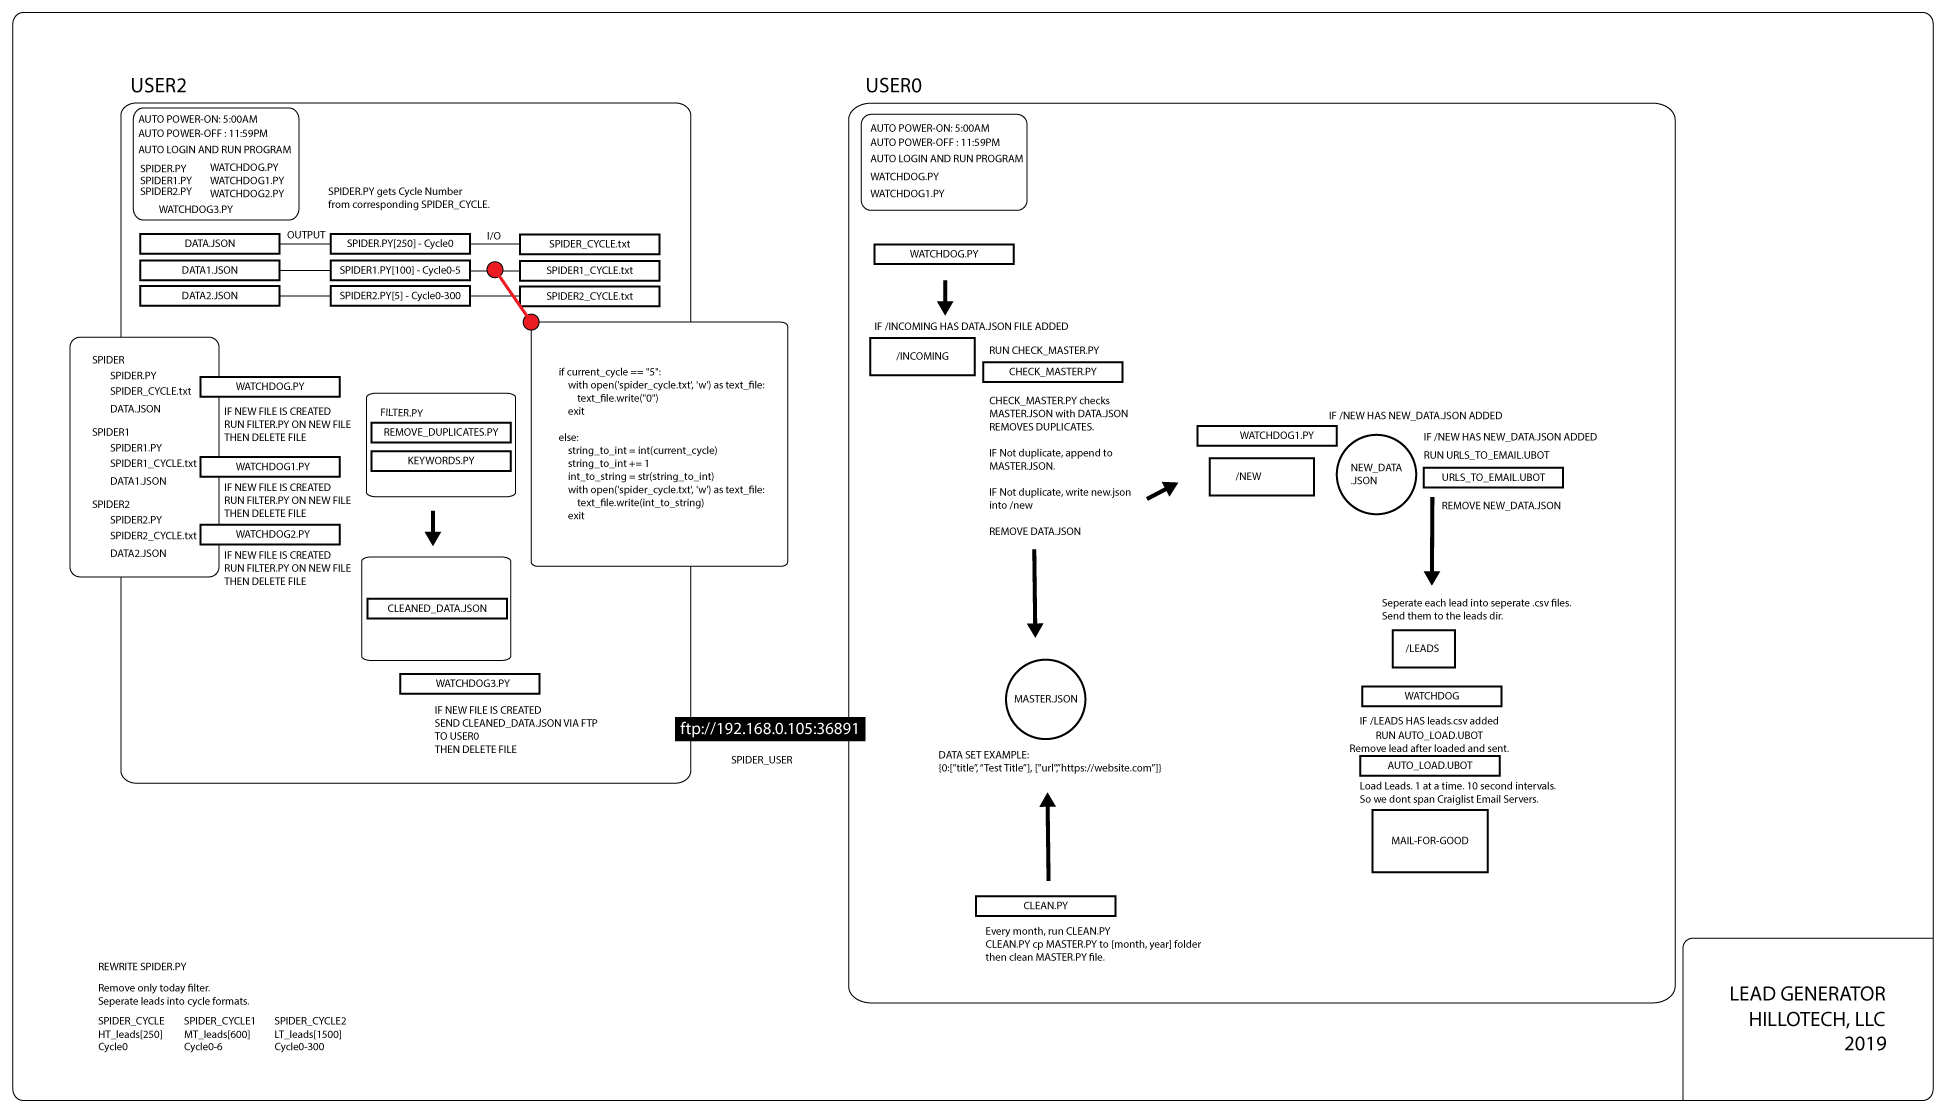 USER2
AUTO POWER-ON: 5:00AM
AUTO POWER-OFF : 11:59PM
AUTO LOGIN AND RUN PROGRAM
SPIDER.PY WATCHDOG.PY
SPIDER1.PY WATCHDOG1.PY
SPIDER2.PY WATCHDOG2.PY
WATCHDOG3.PY
SPIDER.PY gets Cycle Number
from corresponding SPIDER_CYCLE.
DATA.JSON OUTPUT SPIDER.PY[250] - Cycle0 I/O SPIDER_CYCLE.txt
DATA1.JSON SPIDER1.PY[100] - Cycle0-5 SPIDER1_CYCLE.txt
DATA2.JSON SPIDER2.PY[5] - Cycle0-300 SPIDER2_CYCLE.txt
SPIDER
SPIDER.PY
SPIDER_CYCLE.txt
DATA.JSON
SPIDER1
SPIDER1.PY
SPIDER1_CYCLE.txt
DATA1.JSON
SPIDER2
SPIDER2.PY
SPIDER2_CYCLE.txt
DATA2.JSON
WATCHDOG.PY
IF NEW FILE IS CREATED
RUN FILTER.PY ON NEW FILE
THEN DELETE FILE
WATCHDOG1.PY
IF NEW FILE IS CREATED
RUN FILTER.PY ON NEW FILE
THEN DELETE FILE
WATCHDOG2.PY
IF NEW FILE IS CREATED
RUN FILTER.PY ON NEW FILE
THEN DELETE FILE
FILTER.PY
REMOVE_DUPLICATES.PY
KEYWORDS.PY
CLEANED_DATA.JSON
WATCHDOG3.PY
IF NEW FILE IS CREATED
SEND CLEANED_DATA.JSON VIA FTP
TO USER0
THEN DELETE FILE
if current_cycle == "5":
with open('spider_cycle.txt', 'w') as text_file:
text_file.write("0")
exit
else:
string_to_int = int(current_cycle)
string_to_int += 1
int_to_string = str(string_to_int)
with open('spider_cycle.txt', 'w') as text_file:
text_file.write(int_to_string)
exit
ftp://192.168.0.105:36891
SPIDER_USER
USER0
AUTO POWER-ON: 5:00AM
AUTO POWER-OFF : 11:59PM
AUTO LOGIN AND RUN PROGRAM
WATCHDOG.PY
WATCHDOG1.PY
WATCHDOG.PY
IF /INCOMING HAS DATA.JSON FILE ADDED
/INCOMING
RUN CHECK_MASTER.PY
CHECK_MASTER.PY
CHECK_MASTER.PY checks
MASTER.JSON with DATA.JSON
REMOVES DUPLICATES.
IF Not duplicate, append to
MASTER.JSON.
IF Not duplicate, write new.json
into /new
REMOVE DATA.JSON
MASTER.JSON
DATA SET EXAMPLE:
{0:["title", "Test Title"], ["url","https://website.com"]}
CLEAN.PY
Every month, run CLEAN.PY
CLEAN.PY cp MASTER.PY to [month, year] folder
then clean MASTER.PY file.
IF /NEW HAS NEW_DATA.JSON ADDED
WATCHDOG1.PY
/NEW
NEW_DATA
.JSON
IF /NEW HAS NEW_DATA.JSON ADDED
RUN URLS_TO_EMAIL.UBOT
URLS_TO_EMAIL.UBOT
REMOVE NEW_DATA.JSON
Seperate each lead into seperate .csv files.
Send them to the leads dir.
/LEADS
WATCHDOG
IF /LEADS HAS leads.csv added
RUN AUTO_LOAD.UBOT
Remove lead after loaded and sent.
AUTO_LOAD.UBOT
Load Leads. 1 at a time. 10 second intervals.
So we dont span Craiglist Email Servers.
MAIL-FOR-GOOD
REWRITE SPIDER.PY
Remove only today filter.
Seperate leads into cycle formats.
SPIDER_CYCLE SPIDER_CYCLE1 SPIDER_CYCLE2
HT_leads[250] MT_leads[600] LT_leads[1500]
Cycle0 Cycle0-6 Cycle0-300
LEAD GENERATOR
HILLOTECH, LLC
2019